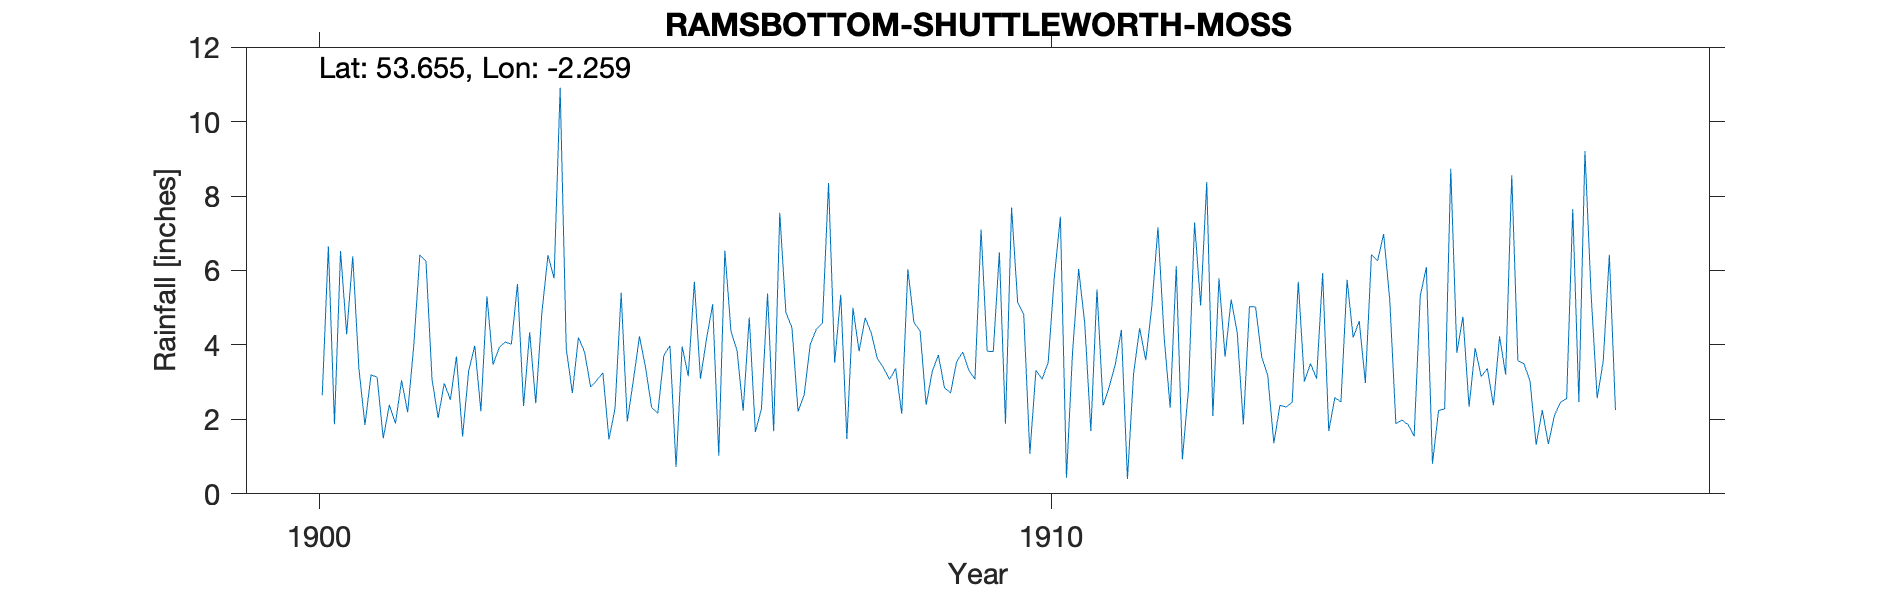 RAMSBOTTOM-SHUTTLEWORTH-MOSS
Lat: 53.655, Lon: -2.259
12
10
8
6
4
2
0
Rainfall [inches]
1900 1910
Year